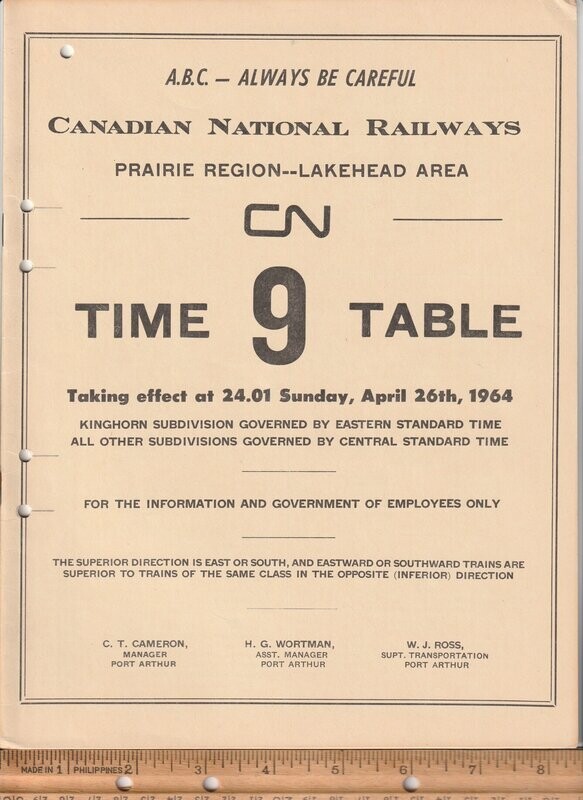 A.B.C. — ALWAYS BE CAREFUL
CANADIAN NATIONAL RAILWAYS
PRAIRIE REGION--LAKEHEAD AREA
CN
TIME 9 TABLE
Taking effect at 24.01 Sunday, April 26th, 1964
KINGHORN SUBDIVISION GOVERNED BY EASTERN STANDARD TIME
ALL OTHER SUBDIVISIONS GOVERNED BY CENTRAL STANDARD TIME
FOR THE INFORMATION AND GOVERNMENT OF EMPLOYEES ONLY
THE SUPERIOR DIRECTION IS EAST OR SOUTH, AND EASTWARD OR SOUTHWARD TRAINS ARE
SUPERIOR TO TRAINS OF THE SAME CLASS IN THE OPPOSITE (INFERIOR) DIRECTION
C. T. CAMERON,
MANAGER
PORT ARTHUR
H. G. WORTMAN,
ASST. MANAGER
PORT ARTHUR
W. J. ROSS,
SUPT. TRANSPORTATION
PORT ARTHUR
MADE IN 1 PHILIPPINES 2 3 4 5 6 7 8